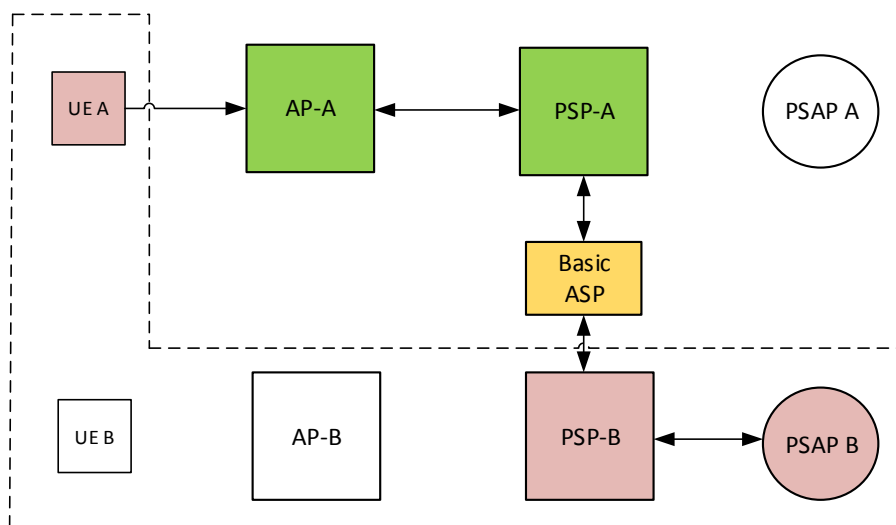 UE A
AP-A
PSP-A
PSAP A
Basic
ASP
UE B
AP-B
PSP-B
PSAP B